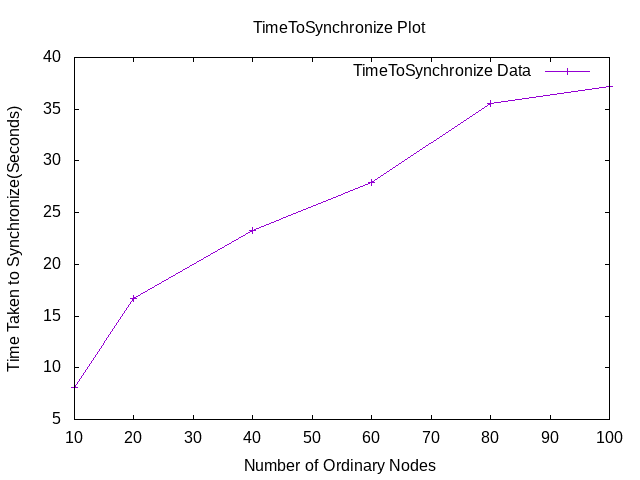 TimeToSynchronize Plot
TimeToSynchronize Data
Time Taken to Synchronize(Seconds)
40
35
30
25
20
15
10
5
10 20 30 40 50 60 70 80 90 100
Number of Ordinary Nodes